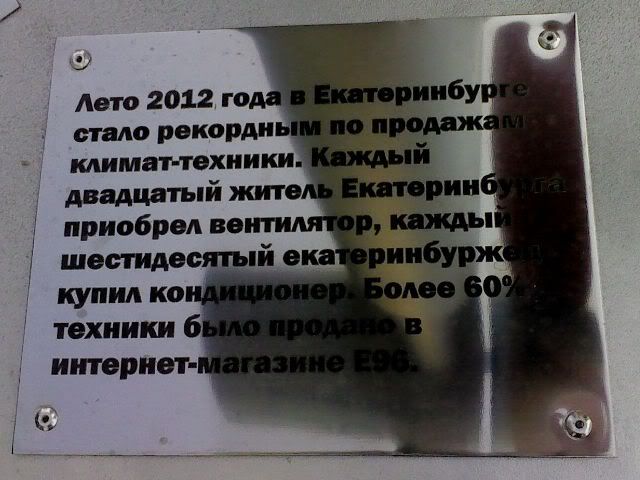 Лето 2012 года в Екатеринбурге
стало рекордным по продажам
климат-техники. Каждый
двадцатый житель Екатеринбурга
приобрел вентилятор, каждый
шестидесятый екатеринбуржец
купил кондиционер. Более 60%
техники было продано в
интернет-магазине E96.